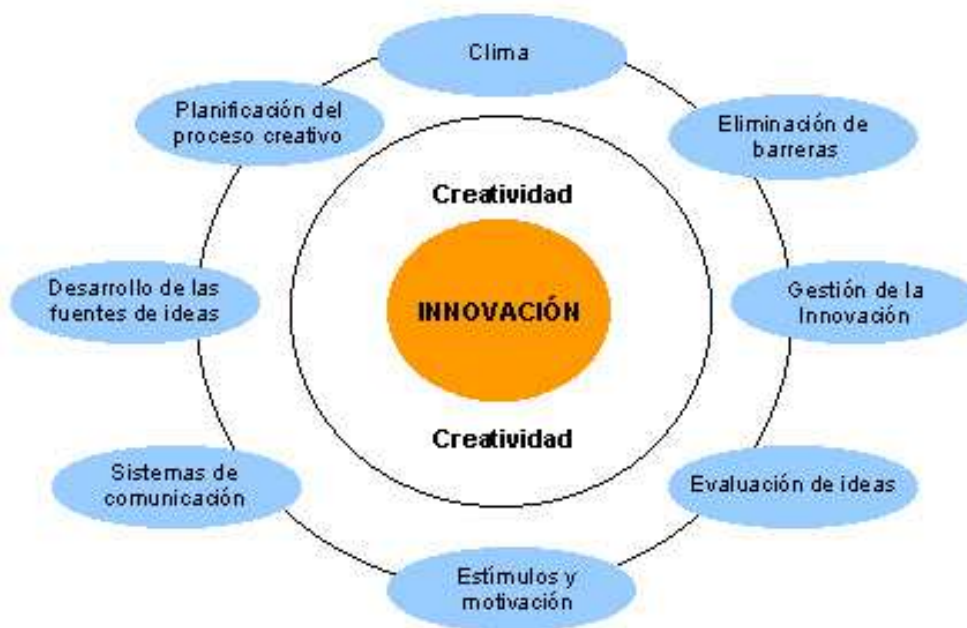 Clima
Planificación del
proceso creativo
Eliminación de
barreras
Creatividad
Desarrollo de las
fuentes de ideas
INNOVACIÓN
Gestión de la
Innovación
Creatividad
Sistemas de
comunicación
Evaluación de ideas
Estímulos y
motivación